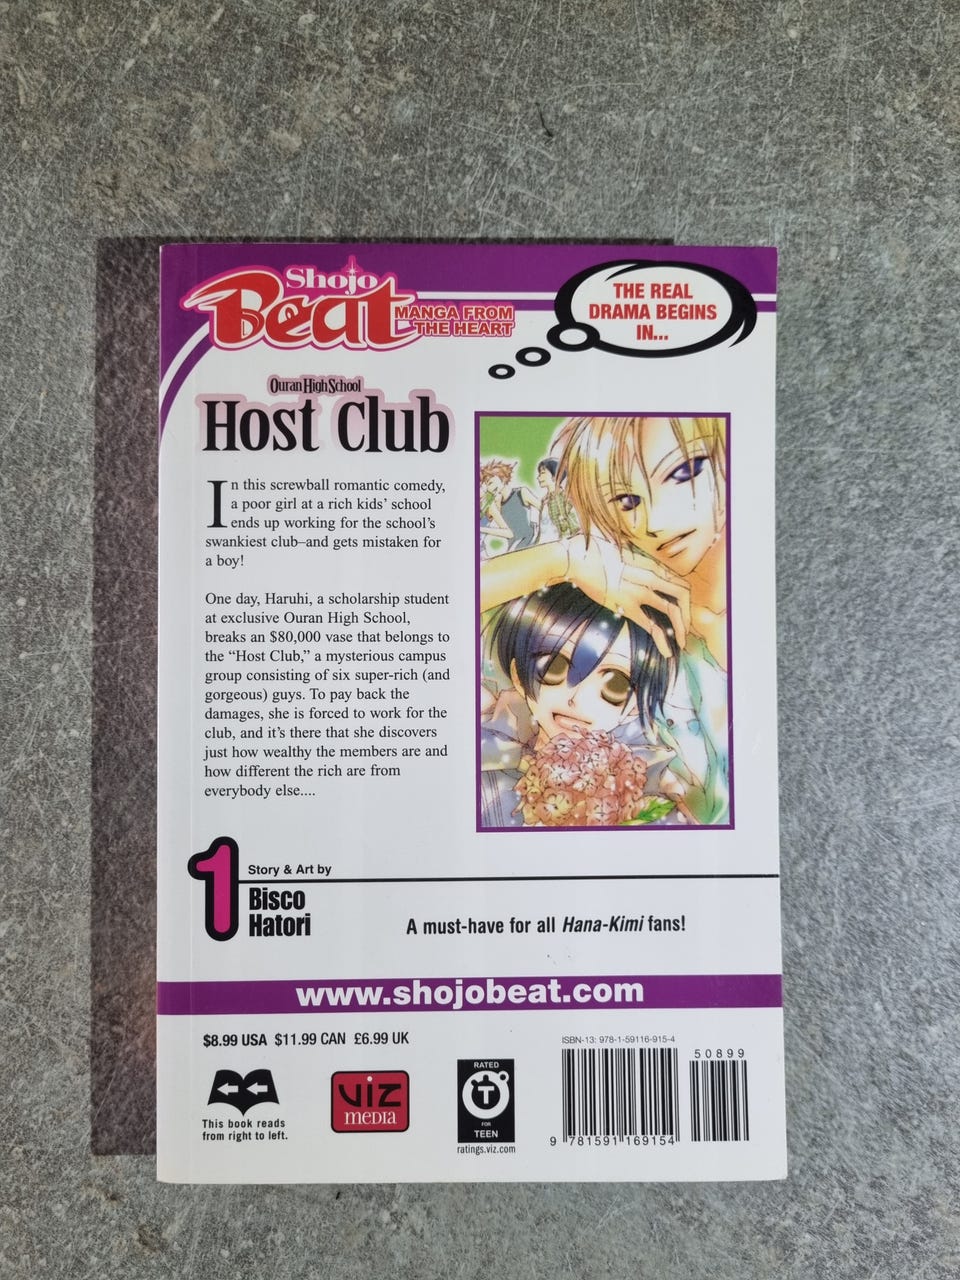 Shojo
Beat
MANGA FROM
THE HEART
THE REAL
DRAMA BEGINS
IN...
Ouran High School
Host Club
In this screwball romantic comedy,
a poor girl at a rich kids' school
ends up working for the school's
swankiest club–and gets mistaken for
a boy!
One day, Haruhi, a scholarship student
at exclusive Ouran High School,
breaks an $80,000 vase that belongs to
the “Host Club,” a mysterious campus
group consisting of six super-rich (and
gorgeous) guys. To pay back the
damages, she is forced to work for the
club, and it's there that she discovers
just how wealthy the members are and
how different the rich are from
everybody else....
1
Story & Art by
Bisco
Hatori
A must-have for all Hana-Kimi fans!
www.shojobeat.com
$8.99 USA $11.99 CAN £6.99 UK
This book reads
from right to left.
VIZ
MEDIA
RATED
T
FOR
TEEN
ratings.viz.com
ISBN-13: 978-1-59116-915-4
50899
9 781591 169154